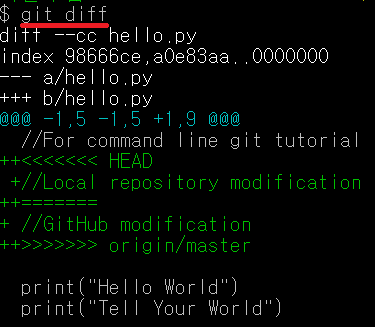 $ git diff
diff --cc hello.py
index 98666ce,a0e83aa..0000000
--- a/hello.py
+++ b/hello.py
@@@ -1,5 -1,5 +1,9 @@@
  //For command line git tutorial
++<<<<<<< HEAD
 +//Local repository modification
++=======
+ //GitHub modification
++>>>>>>> origin/master

  print("Hello World")
  print("Tell Your World")